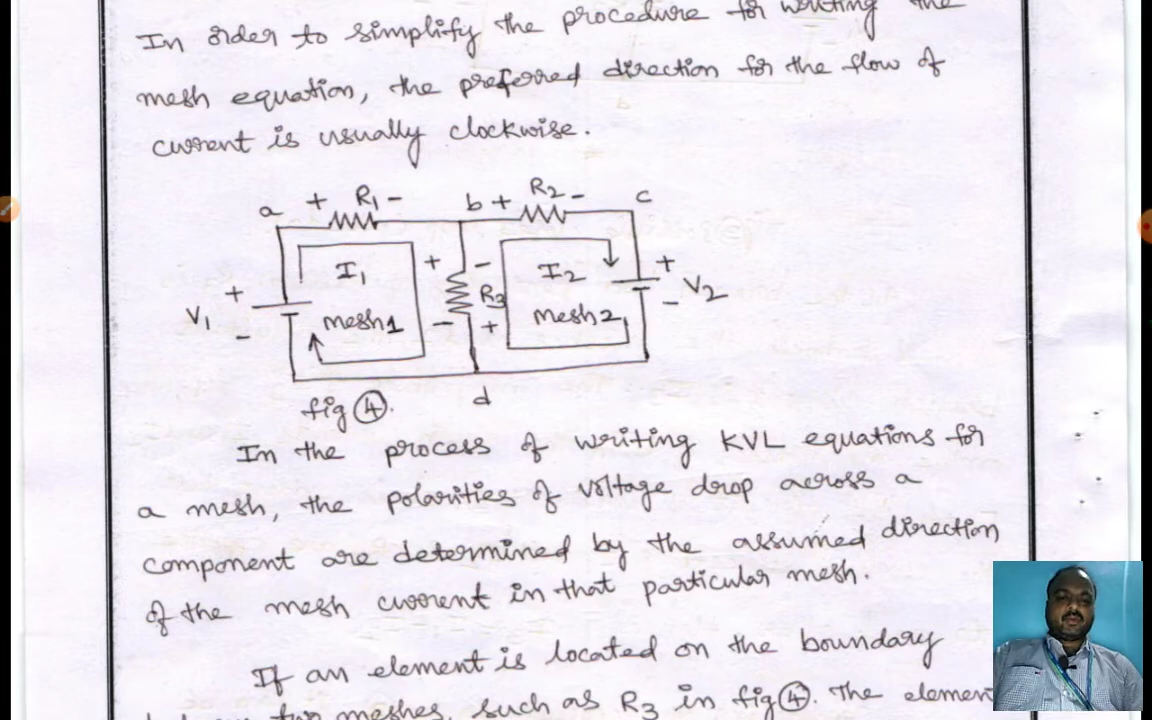 In order to simplify the procedure for writing the
mesh equation, the preferred direction for the flow of
current is usually clockwise.
a + R1 - b + R2 - c
+ I1 + - I2 +
V1 R3 V2
- mesh1 - + mesh2 -
fig 4. d
In the process of writing KVL equations for
a mesh, the polarities of voltage drop across a
component are determined by the assumed direction
of the mesh current in that particular mesh.
If an element is located on the boundary
two meshes, such as R3 in fig 4. The elemen